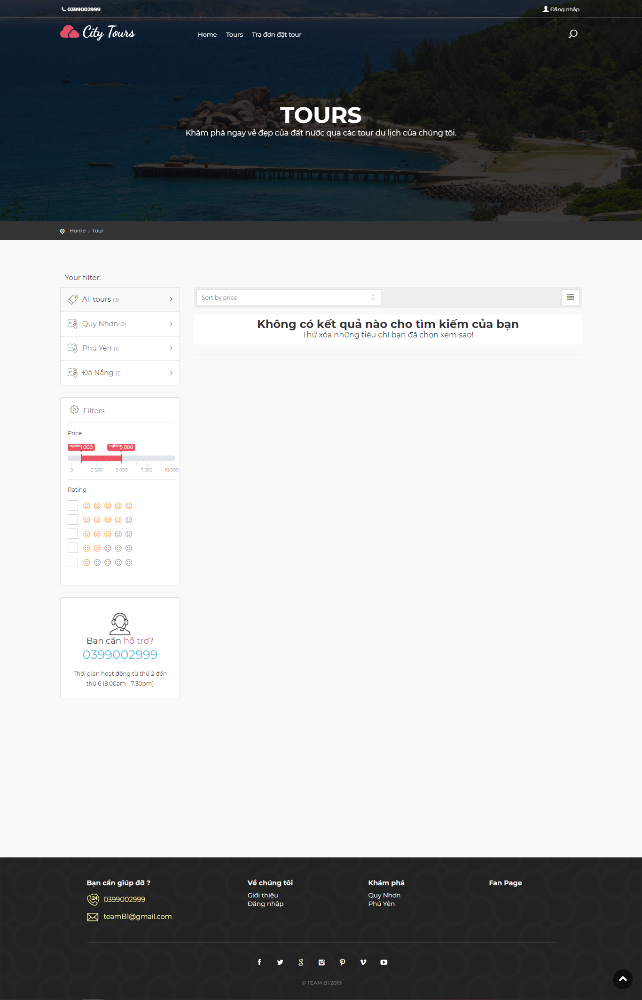 0399002999
Đăng nhập
City Tours
Home Tours Tra đơn đặt tour
TOURS
Khám phá ngay vẻ đẹp của đất nước qua các tour du lịch của chúng tôi.
Home › Tour
Your filter:
All tours (3)
Quy Nhơn (2)
Phú Yên (1)
Đà Nẵng (1)
Sort by price
Không có kết quả nào cho tìm kiếm của bạn
Thử xóa những tiêu chí bạn đã chọn xem sao!
Filters
Price
nghìn 1 000 nghìn 5 000
0 2 500 5 000 7 500 10 000
Rating
Bạn cần hỗ trợ?
0399002999
Thời gian hoạt động từ thứ 2 đến
thứ 6 (9.00am - 7.30pm)
Bạn cần giúp đỡ ?
24 0399002999
teamB1@gmail.com
Về chúng tôi
Giới thiệu
Đăng nhập
Khám phá
Quy Nhơn
Phú Yên
Fan Page
© TEAM B1 2019